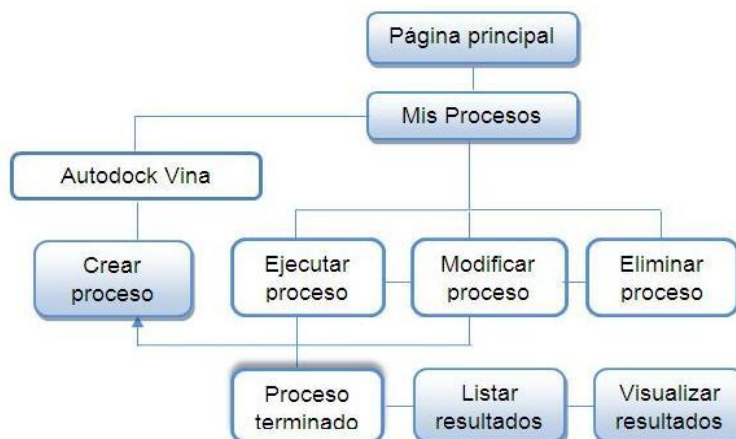 Página principal
Mis Procesos
Autodock Vina
Crear
proceso
Ejecutar
proceso
Modificar
proceso
Eliminar
proceso
Proceso
terminado
Listar
resultados
Visualizar
resultados